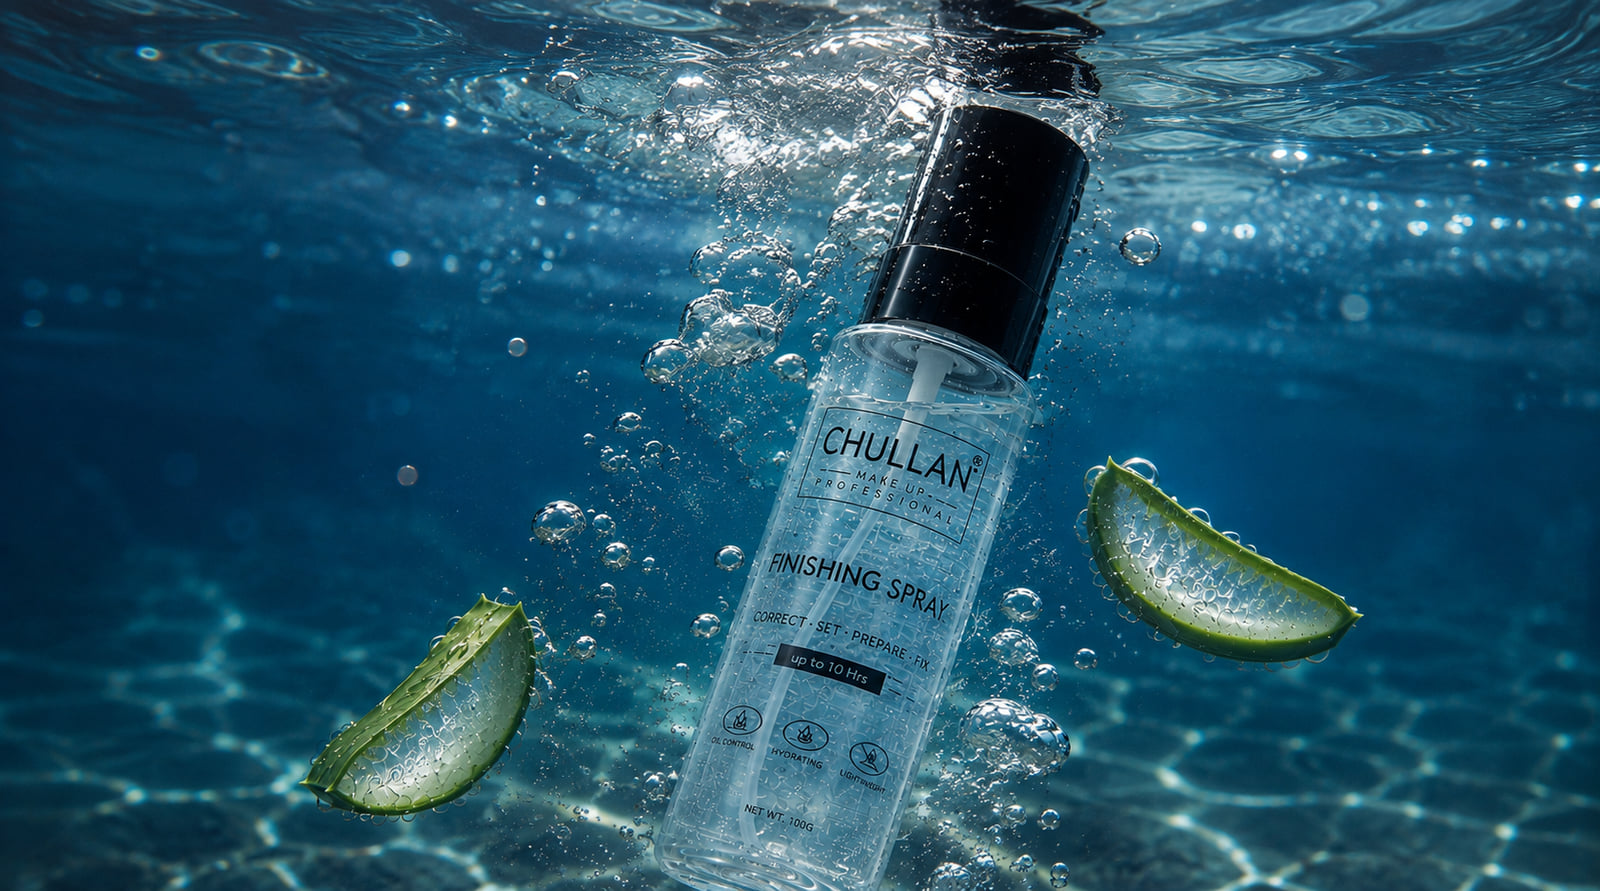 CHULLAN®
MAKE UP
PROFESSIONAL
FINISHING SPRAY
CORRECT · SET · PREPARE · FIX
up to 10 Hrs
OIL CONTROL
HYDRATING
LIGHTWEIGHT
NET WT. 100G